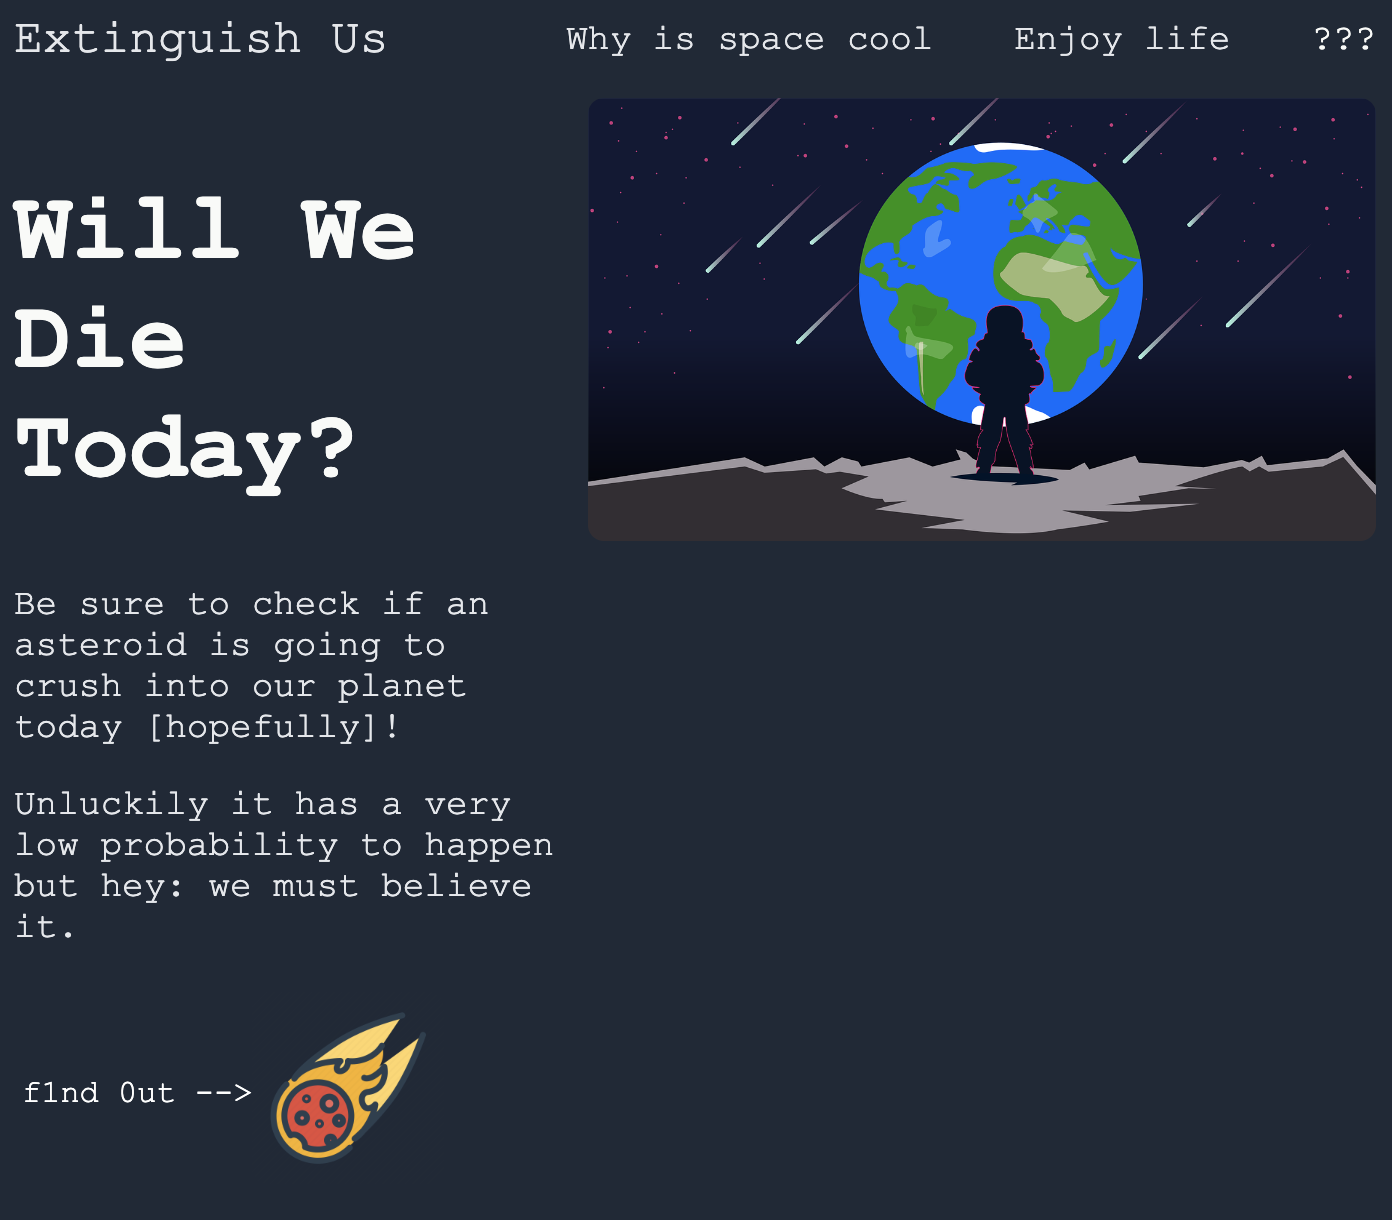 Extinguish Us
Why is space cool
Enjoy life
???
Will We
Die
Today?
Be sure to check if an
asteroid is going to
crush into our planet
today [hopefully]!
Unluckily it has a very
low probability to happen
but hey: we must believe
it.
f1nd 0ut -->